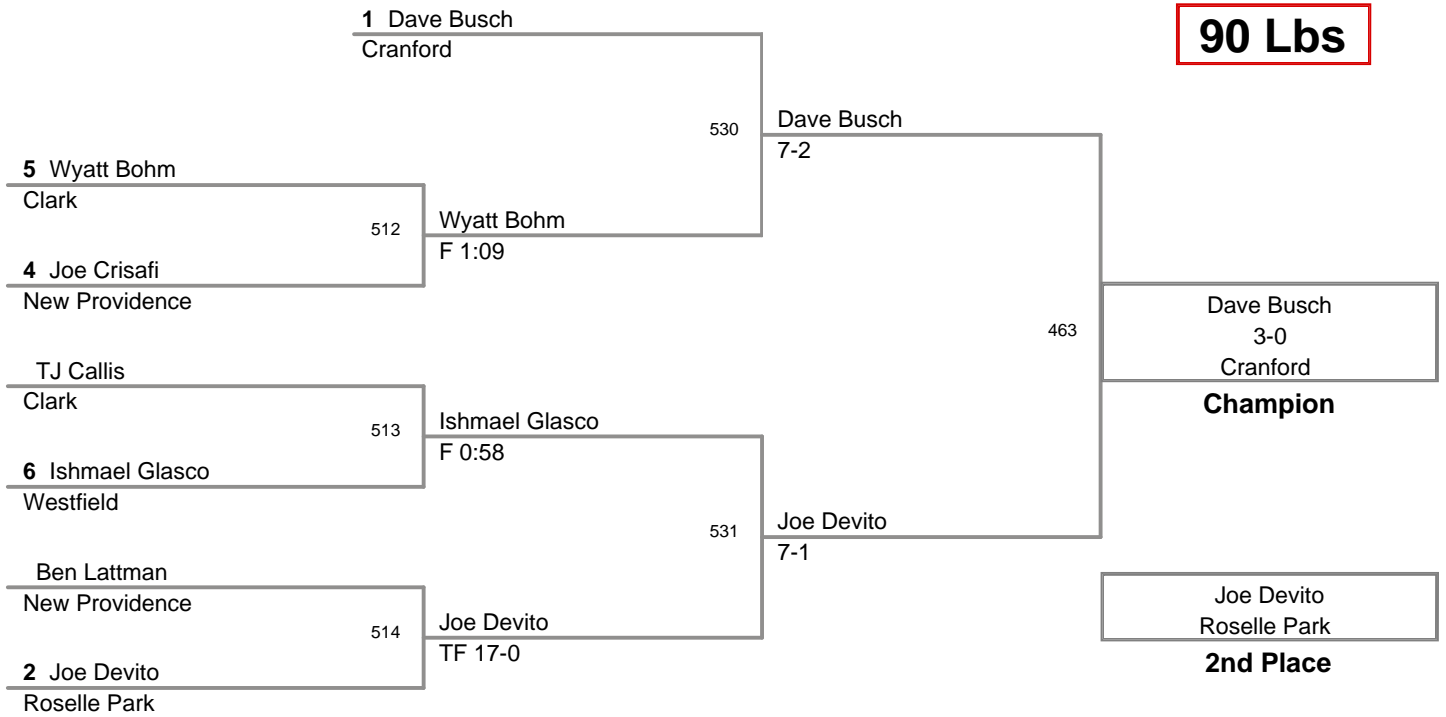 1 Dave Busch
Cranford
90 Lbs
530
Dave Busch
7-2
5 Wyatt Bohm
Clark
512
Wyatt Bohm
F 1:09
4 Joe Crisafi
New Providence
463
Dave Busch
3-0
Cranford
Champion
TJ Callis
Clark
513
Ishmael Glasco
F 0:58
6 Ishmael Glasco
Westfield
531
Joe Devito
7-1
Ben Lattman
New Providence
514
Joe Devito
TF 17-0
2 Joe Devito
Roselle Park
Joe Devito
Roselle Park
2nd Place